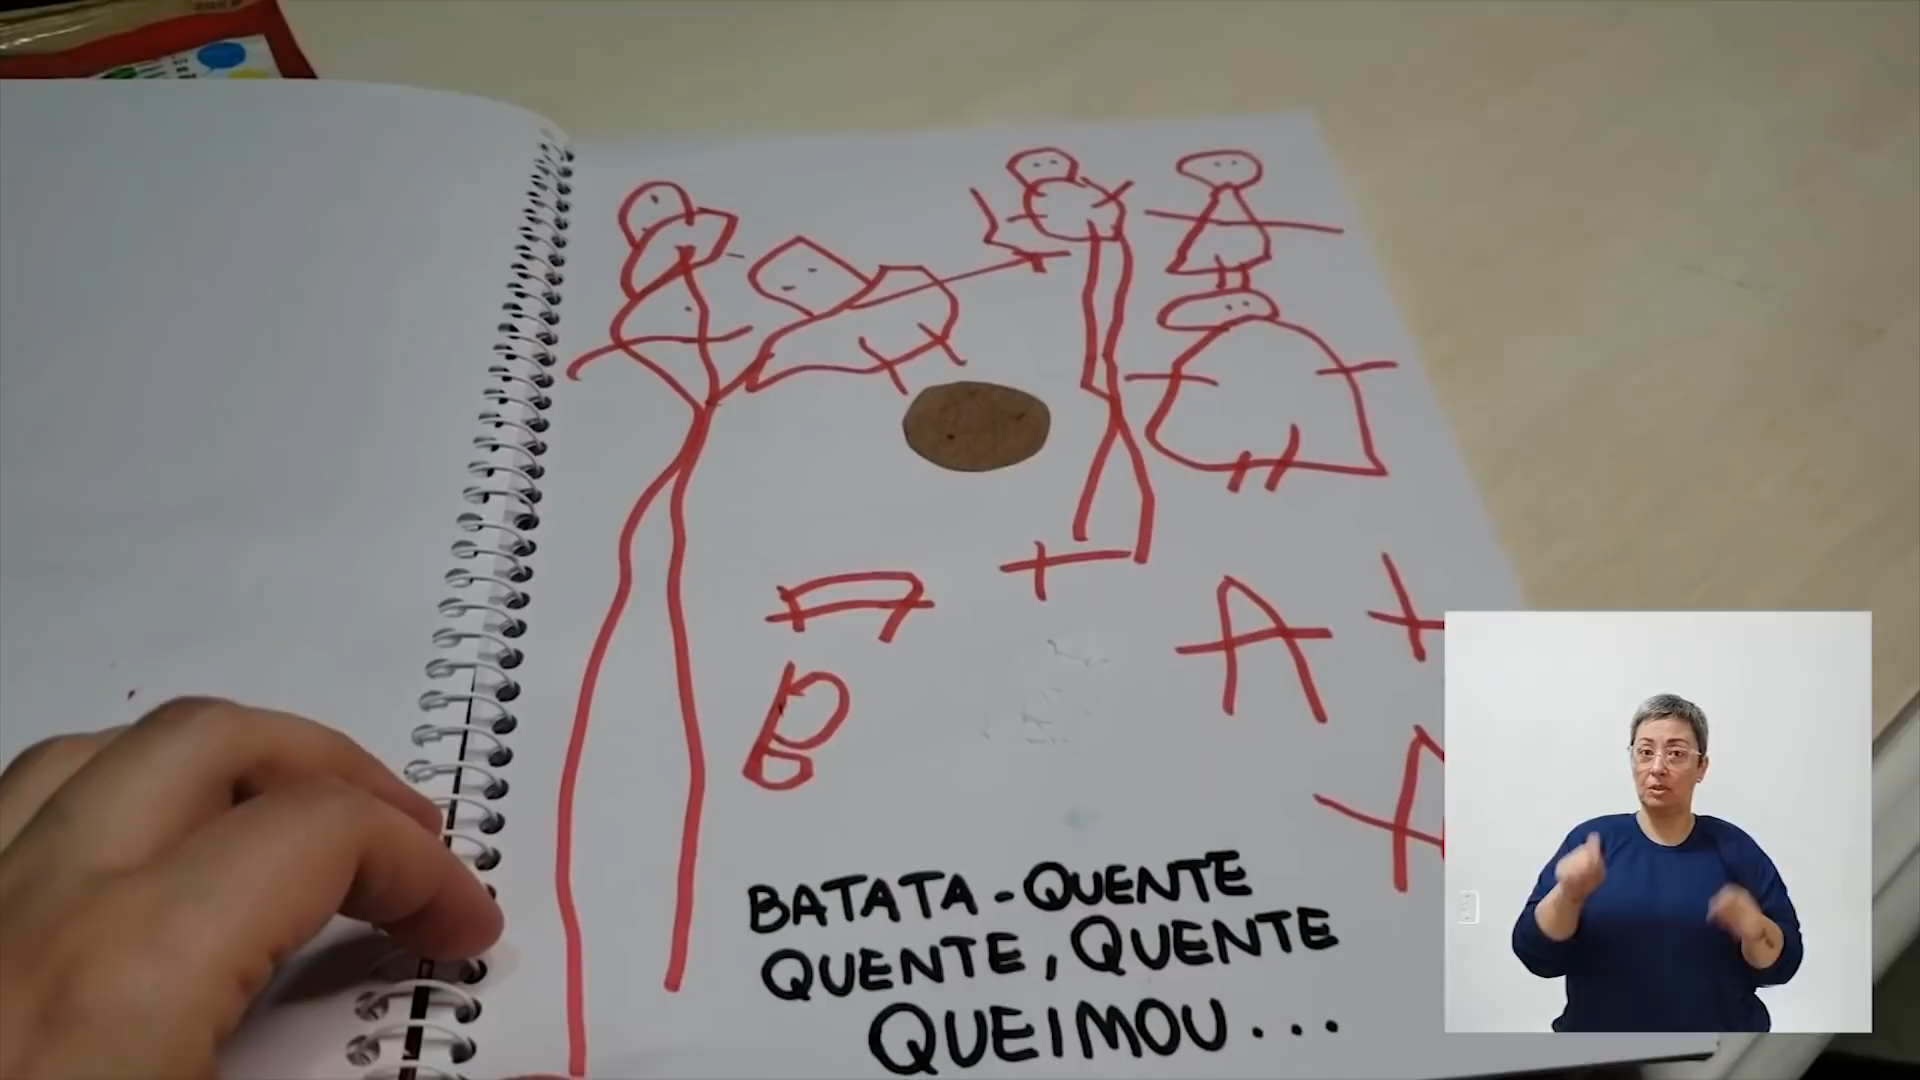 B A T A T A
BATATA-QUENTE
QUENTE, QUENTE
QUEIMOU...